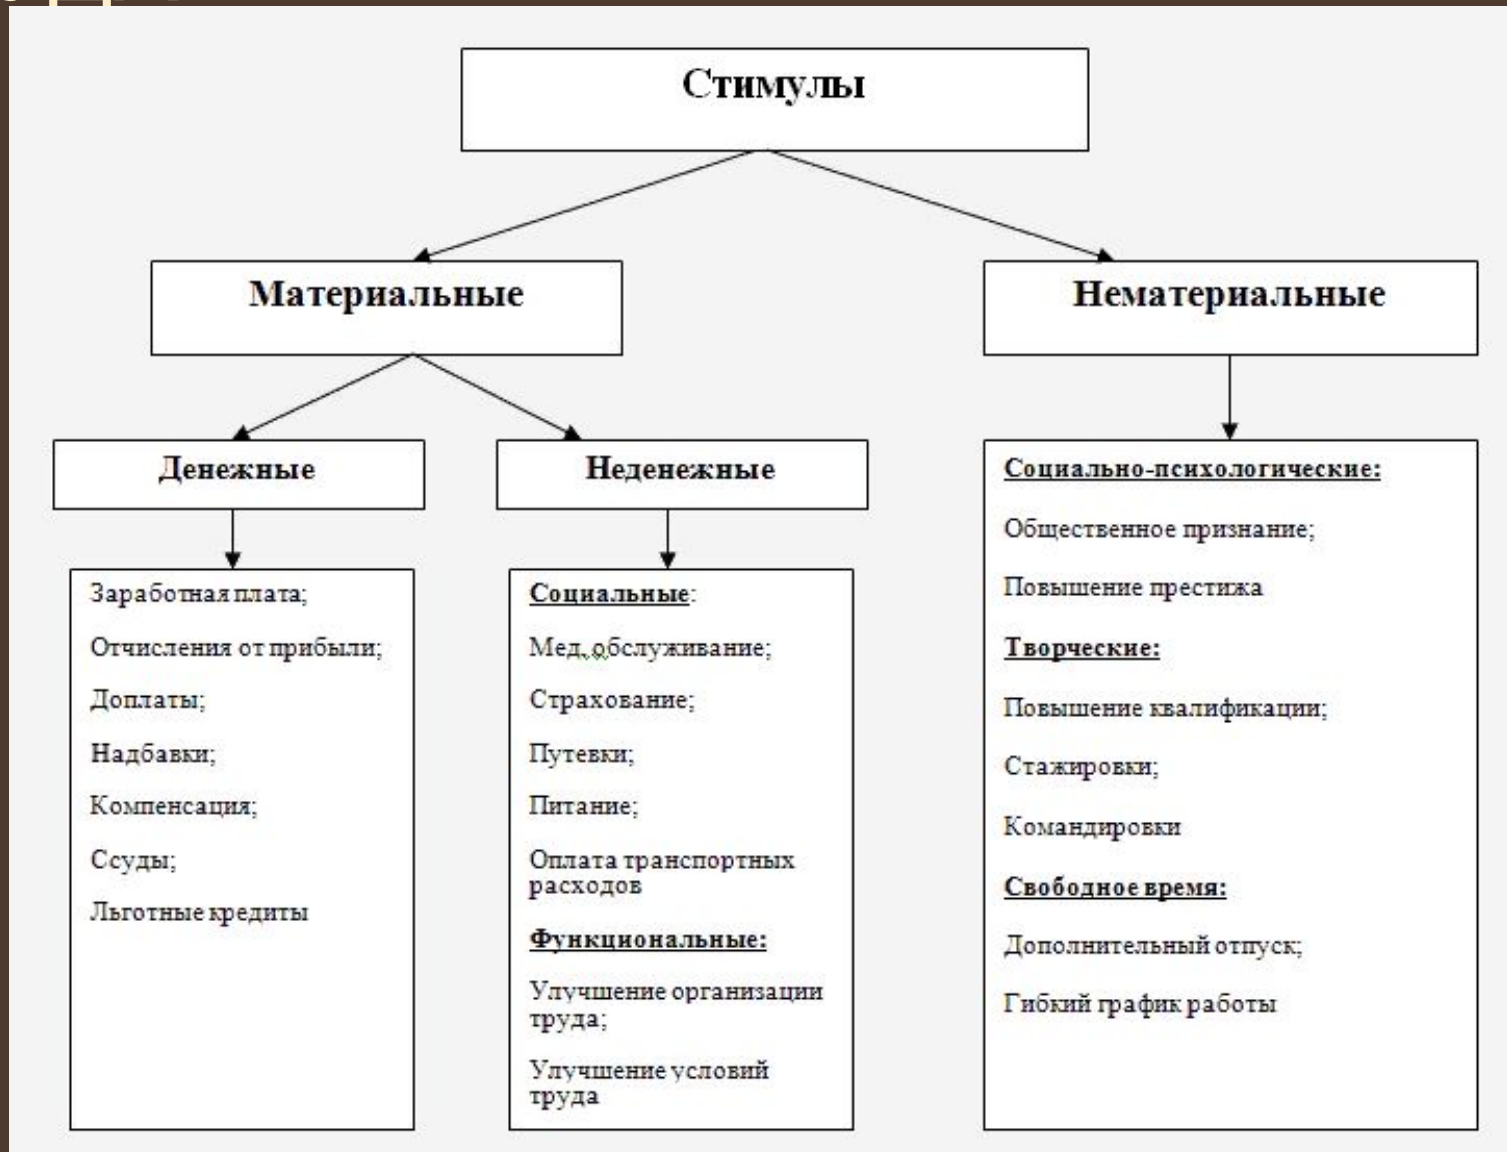 Стимулы
Материальные
Нематериальные
Денежные
Неденежные
Заработная плата;
Отчисления от прибыли;
Доплаты;
Надбавки;
Компенсация;
Ссуды;
Льготные кредиты
Социальные:
Мед. обслуживание;
Страхование;
Путевки;
Питание;
Оплата транспортных
расходов
Функциональные:
Улучшение организации
труда;
Улучшение условий
труда
Социально-психологические:
Общественное признание;
Повышение престижа
Творческие:
Повышение квалификации;
Стажировки;
Командировки
Свободное время:
Дополнительный отпуск;
Гибкий график работы